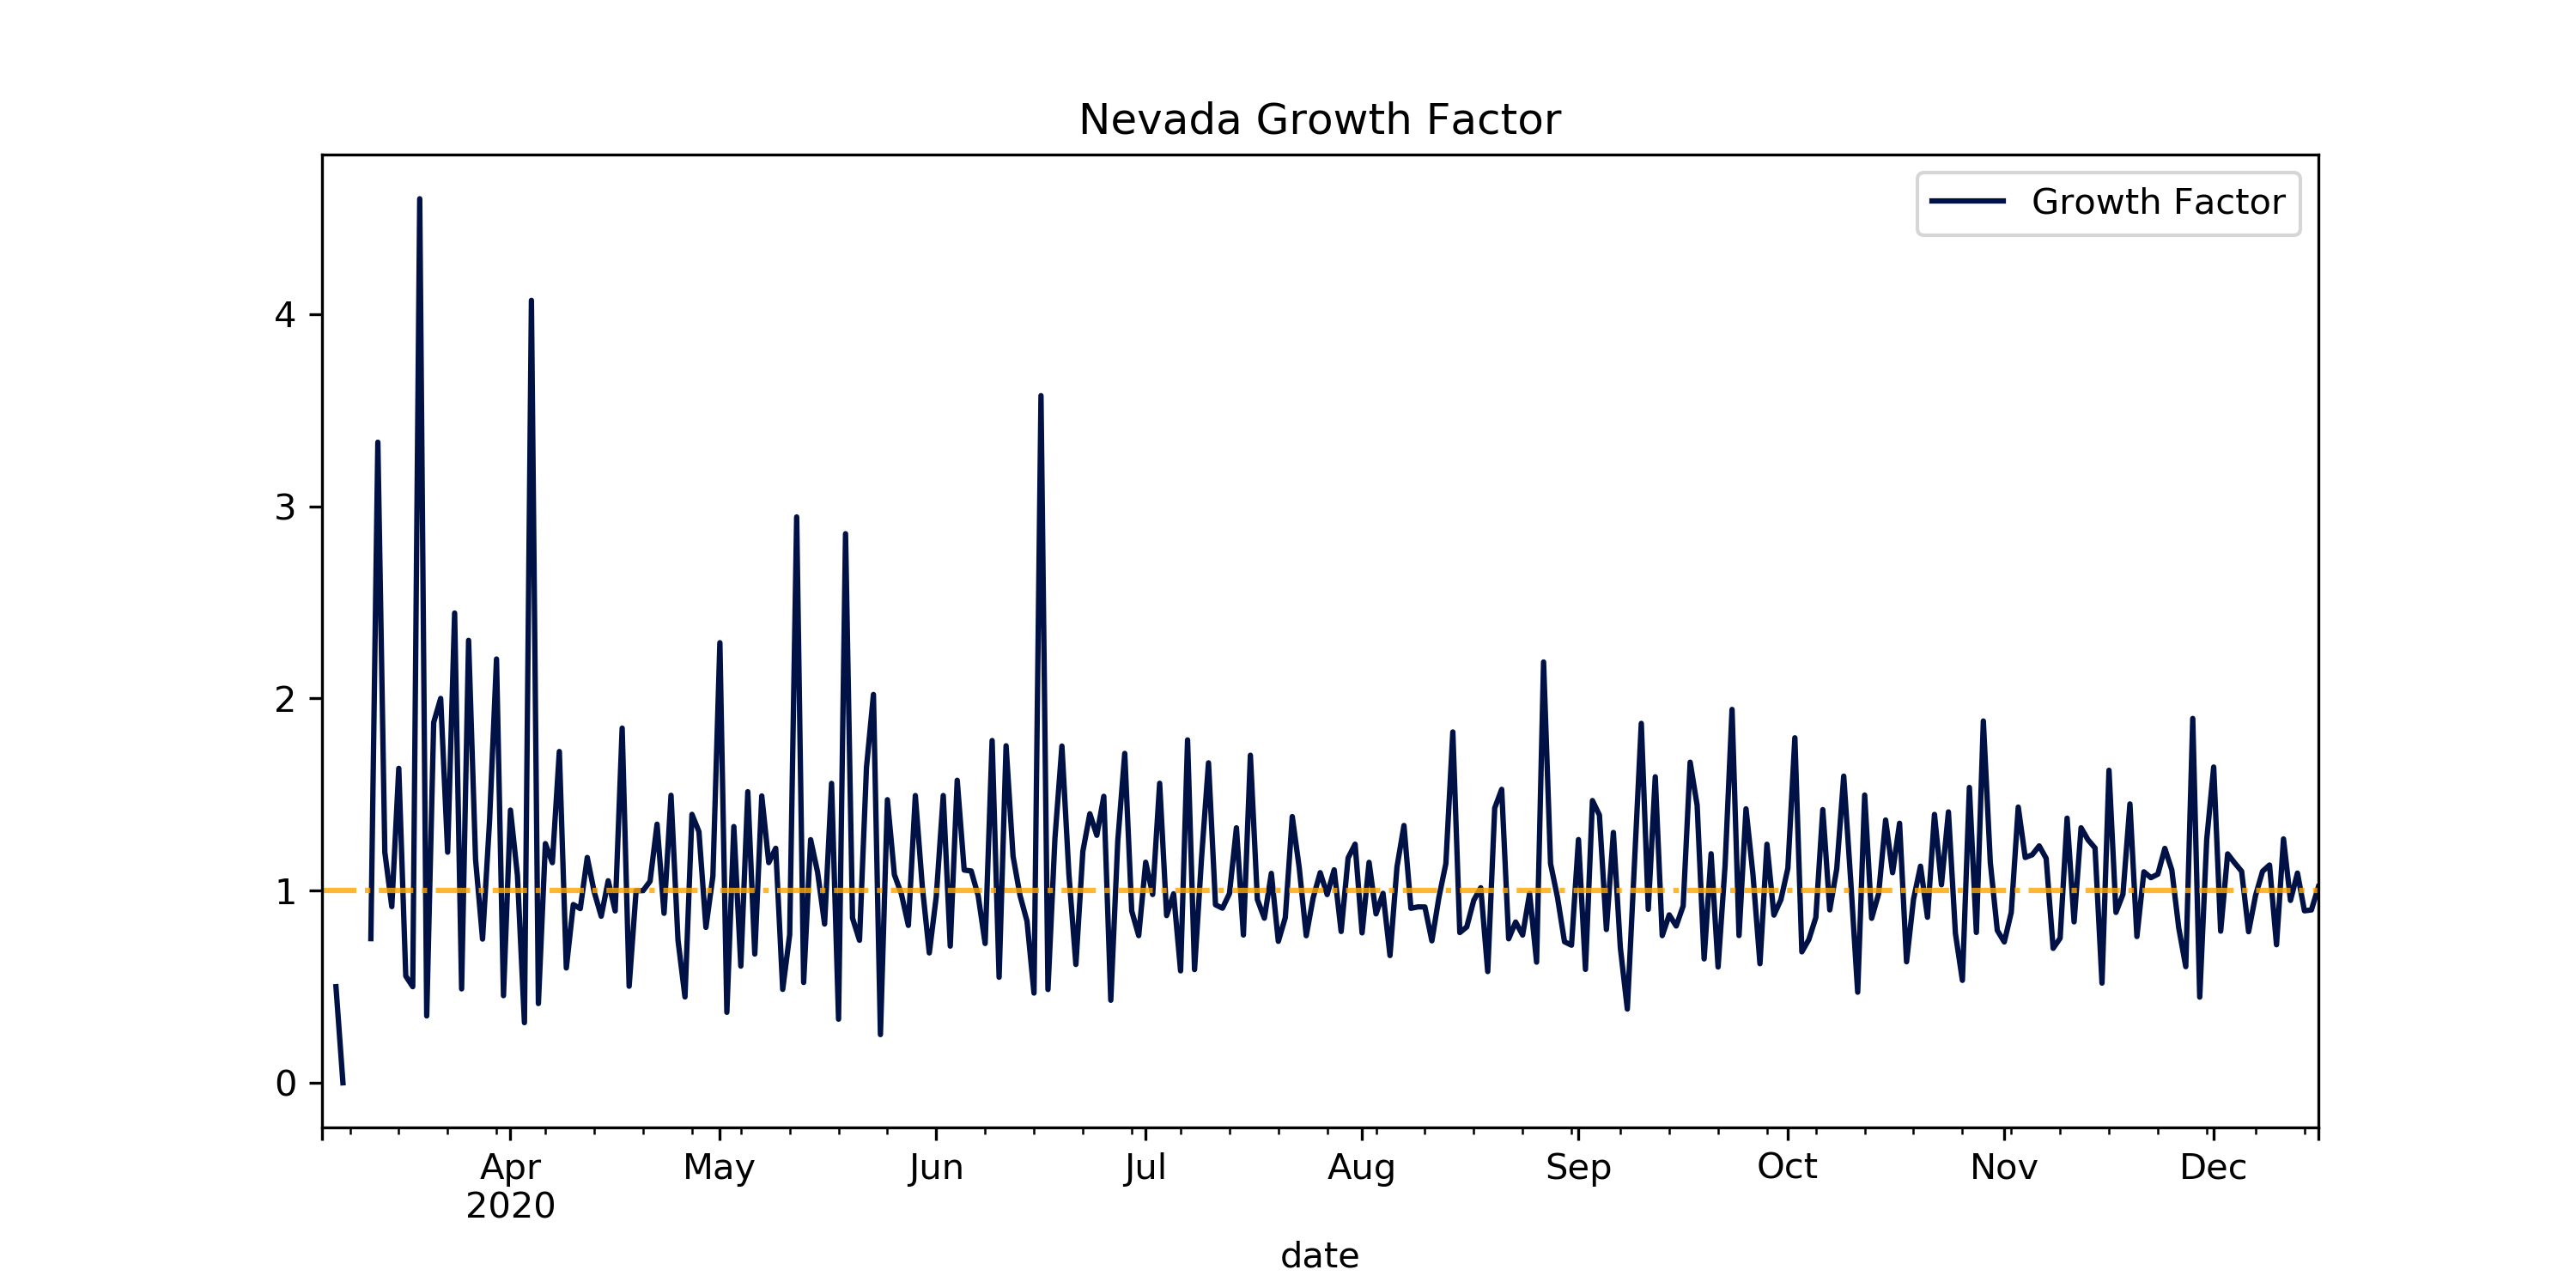 Nevada Growth Factor
Growth Factor
4
3
2
1
0
Apr
2020
May
Jun
Jul
Aug
Sep
Oct
Nov
Dec
date